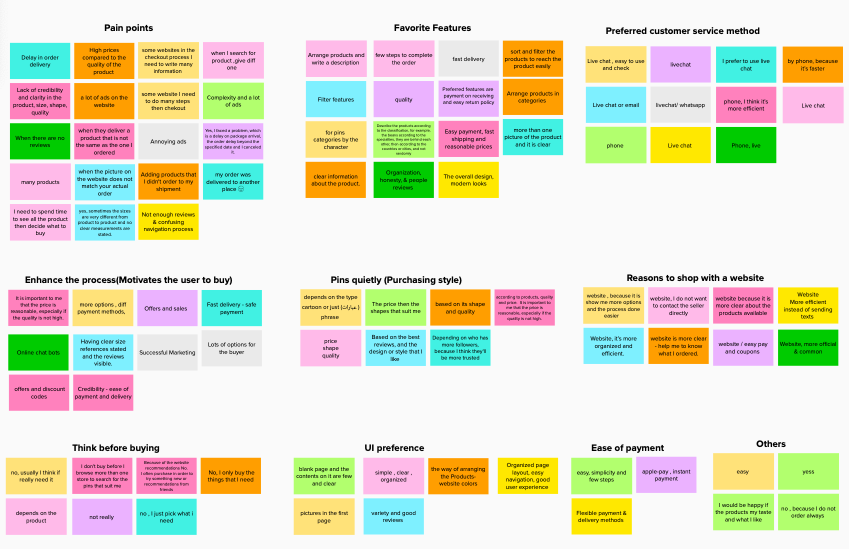 Pain points
Delay in order
delivery
High prices
compared to the
quality of the
product
some websites in the
checkout process I
need to write many
information
when I search for
product ,give diff
one
Lack of credibility
and clarity in the
product, size, shape,
quality
a lot of ads on the
website
some website I need
to do many steps
then chekout
Complexity and a lot
of ads
When there are no
reviews
when they deliver a
product that is not
the same as the one I
ordered
Annoying ads
Yes, I found a problem, which
is a delay on package arrival,
the order delay beyond the
specified date and I canceled
it
many products
when the picture on
the website does not
match your actual
order
Adding products that
I didn't order to my
shipment
my order was
delivered to another
place
I need to spend time
to see all the product
then decide what to
buy
yes, sometimes the sizes
are very different from
product to product and no
clear measurements are
stated.
Not enough reviews
& confusing
navigation process
Favorite Features
Arrange products and
write a description
few steps to complete
the order
fast delivery
sort and filter the
products to reach the
product easily
Filter features
quality
Preferred features are
payment on receiving
and easy return policy
Arrange products in
categories
for pins
categories by the
character
Describe the products according
to the classification, for example,
the beans according to the
Easy payment, fast
shipping and
reasonable prices
more than one
picture of the product
and it is clear
clear information
about the product.
Organization,
honesty, & people
reviews
The overall design,
modern looks
Preferred customer service method
Live chat , easy to use
and check
livechat
I prefer to use live
chat
by phone, because
it's faster
Live chat or email
livechat/ whatsapp
phone, I think it's
more efficient
Live chat
phone
Live chat
Phone, live
Enhance the process(Motivates the user to buy)
It is important to me
that the price is
reasonable, especially if
the quality is not high.
more options , diff
payment methods,
Offers and sales
Fast delivery - safe
payment
Online chat bots
Having clear size
references stated
and the reviews
visible.
Successful Marketing
Lots of options for
the buyer
offers and discount
codes
Credibility - ease of
payment and delivery
Pins quietly (Purchasing style)
depends on the type
cartoon or just (عبارات)
phrase
The price then the
shapes that suit me
based on its shape
and quality
according to products, quality
and price. It is important to
me that the price is
reasonable, especially if the
quality is not high.
price
shape
quality
Based on the best
reviews, and the
design or style that I
like
Depending on who has
more followers,
because I think they'll be
more trusted
Reasons to shop with a website
website , because it is
show me more options
and the process done
easier
website, I do not want
to contact the seller
directly
website because it is
more clear about the
products available
Website
More efficient
instead of sending
texts
Website, it's more
organized and
efficient.
website is more clear
- help me to know
what I ordered.
website / easy pay
and coupons
Website, more official
& common
Think before buying
no, usually I think if I
really need it
I don't buy before I
browse more than one
store to search for the
pins that suit me
Because of the website
recommendations No,
I often purchase in order to
try something new or
recommendations from
friends
No, I only buy the
things that I need
depends on the
product
not really
no , I just pick what i
need
UI preference
blank page and the
contents on it are few
and clear
simple , clear ,
organized
the way of arranging
the Products-
website colors
Organized page
layout, easy
navigation, good
user experience
pictures in the first
page
variety and good
reviews
Ease of payment
easy, simplicity and
few steps
apple-pay , instant
payment
Flexible payment &
delivery methods
Others
easy
yess
I would be happy if
the products my taste
and what I like
no , because I do not
order always